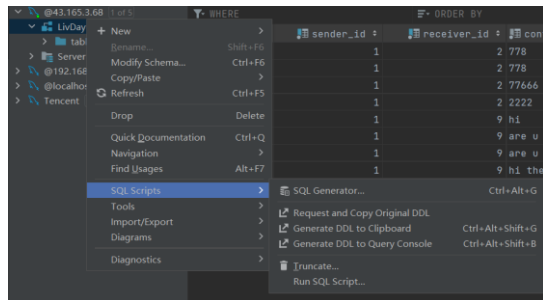 @43.165.3.68 1 of 5
WHERE
ORDER BY
LivDay
sender_id
receiver_id
tab
Server
@192.168
@localhos
Tencent
New
Rename... Shift+F6
Modify Schema... Ctrl+F6
Copy/Paste
Refresh Ctrl+F5
Drop Delete
Quick Documentation Ctrl+Q
Navigation
Find Usages Alt+F7
SQL Scripts
Tools
Import/Export
Diagrams
Diagnostics
1 2 778
1 2 778
1 2 77666
1 2 2222
1 9 hi
1 9 are u
1 9 are u
1 9 hi the
SQL Generator... Ctrl+Alt+G
Request and Copy Original DDL
Generate DDL to Clipboard Ctrl+Alt+Shift+G
Generate DDL to Query Console Ctrl+Alt+Shift+B
Truncate...
Run SQL Script...